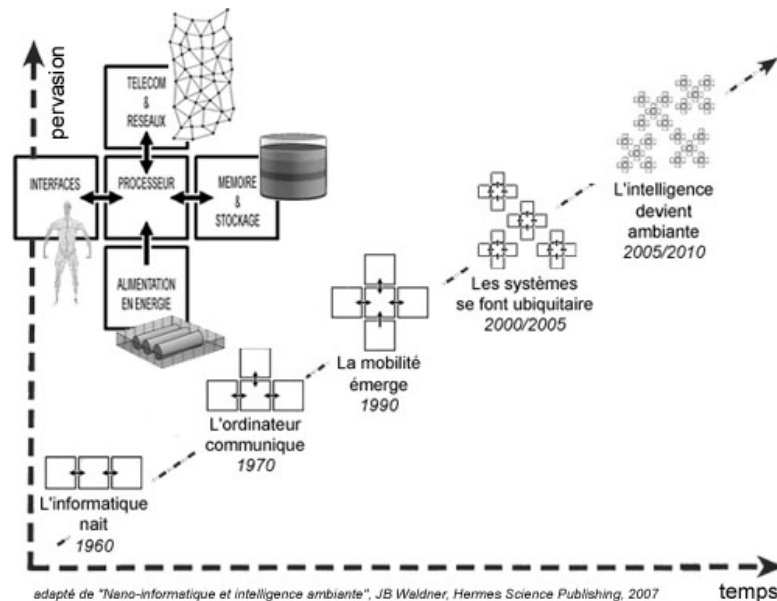 pervasion
TELECOM
&
RESEAUX
INTERFACES
PROCESSEUR
MEMOIRE
&
STOCKAGE
ALIMENTATION
EN ENERGIE
L'informatique
nait
1960
L'ordinateur
communique
1970
La mobilité
émerge
1990
Les systèmes
se font ubiquitaire
2000/2005
L'intelligence
devient
ambiante
2005/2010
temps
adapté de "Nano-informatique et intelligence ambiante", JB Waldner, Hermes Science Publishing, 2007